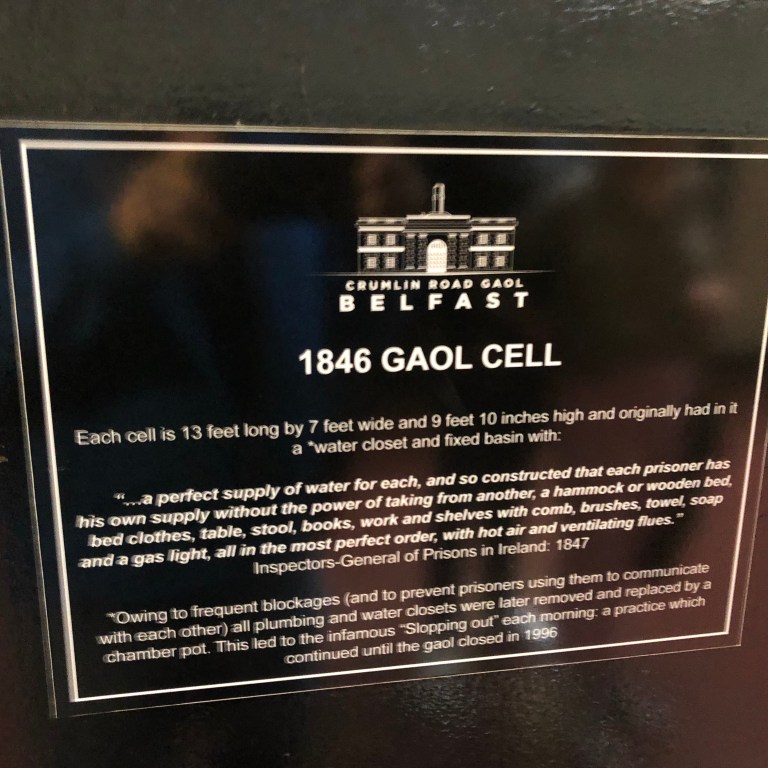 CRUMLIN ROAD GAOL
BELFAST
1846 GAOL CELL
Each cell is 13 feet long by 7 feet wide and 9 feet 10 inches high and originally had in it
a *water closet and fixed basin with:
“...a perfect supply of water for each, and so constructed that each prisoner has
his own supply without the power of taking from another, a hammock or wooden bed,
bed clothes, table, stool, books, work and shelves with comb, brushes, towel, soap
and a gas light, all in the most perfect order, with hot air and ventilating flues.”
Inspectors-General of Prisons in Ireland: 1847
*Owing to frequent blockages (and to prevent prisoners using them to communicate
with each other) all plumbing and water closets were later removed and replaced by a
chamber pot. This led to the infamous “Slopping out” each morning: a practice which
continued until the gaol closed in 1996